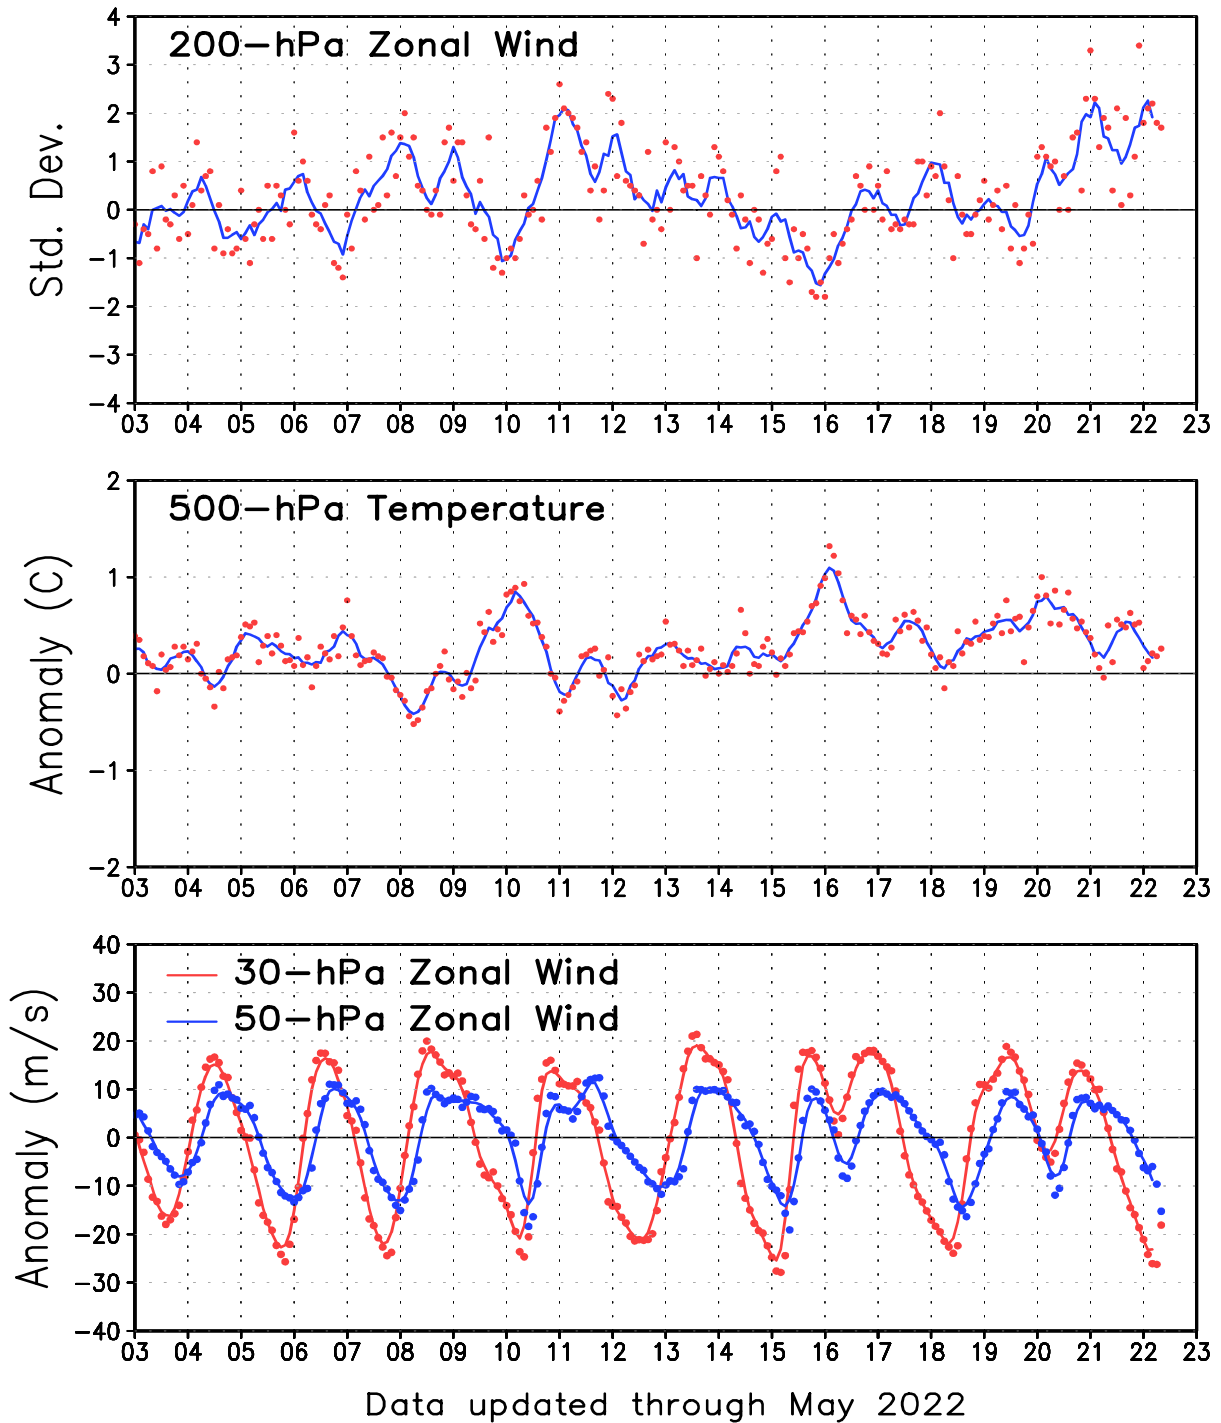 200-hPa Zonal Wind
Std. Dev.
4
3
2
1
0
-1
-2
-3
-4
03 04 05 06 07 08 09 10 11 12 13 14 15 16 17 18 19 20 21 22 23
500-hPa Temperature
Anomaly (C)
2
1
0
-1
-2
03 04 05 06 07 08 09 10 11 12 13 14 15 16 17 18 19 20 21 22 23
30-hPa Zonal Wind
50-hPa Zonal Wind
Anomaly (m/s)
40
30
20
10
0
-10
-20
-30
-40
03 04 05 06 07 08 09 10 11 12 13 14 15 16 17 18 19 20 21 22 23
Data updated through May 2022